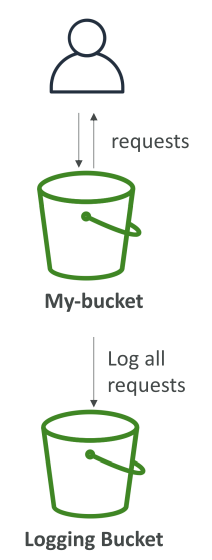 requests
My-bucket
Log all
requests
Logging Bucket